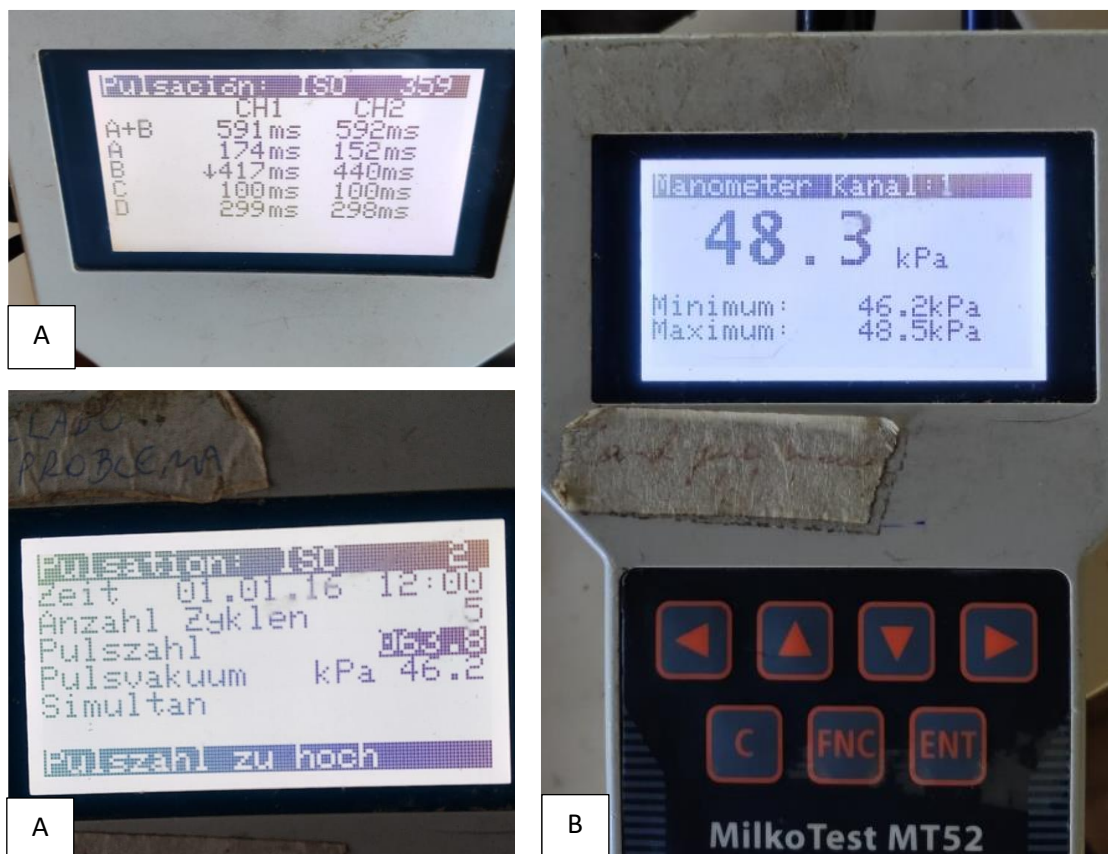 Pulsación: ISO 359
CH1 CH2
A+B 591ms 592ms
A 174ms 152ms
B ↓417ms 440ms
C 100ms 100ms
D 299ms 298ms
A
PROBLEMA
Pulsation: ISO 2
Zeit 01.01.16 12:00
Anzahl Zyklen 5
Pulszahl 063.8
Pulsvakuum kPa 46.2
Simultan
Pulszahl zu hoch
A
Manometer Kanal:1
48.3 kPa
Minimum: 46.2kPa
Maximum: 48.5kPa
C FNC ENT
B
MilkoTest MT52